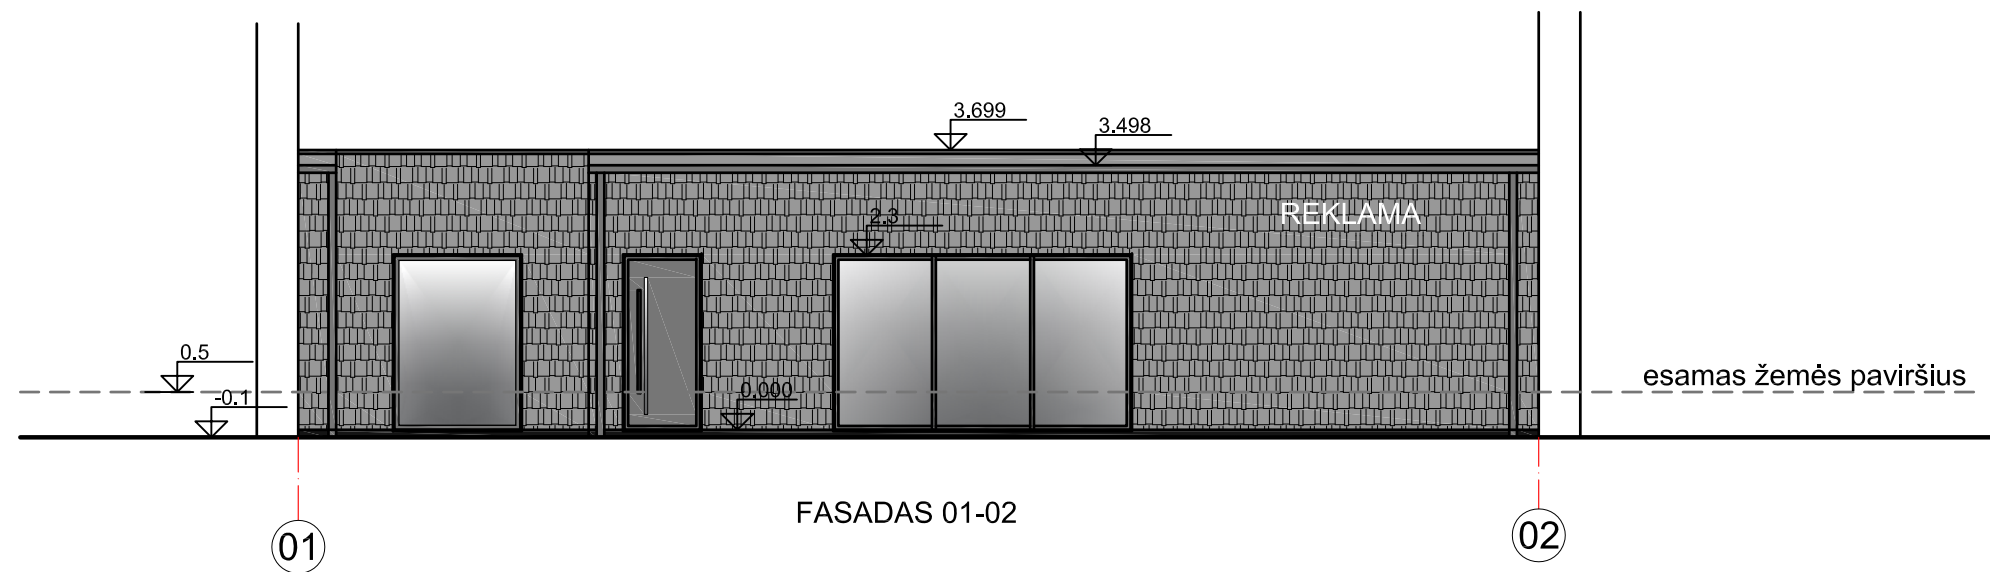 3.699
3.498
2.3
REKLAMA
0.5
esamas žemės paviršius
0.000
-0.1
FASADAS 01-02
01
02